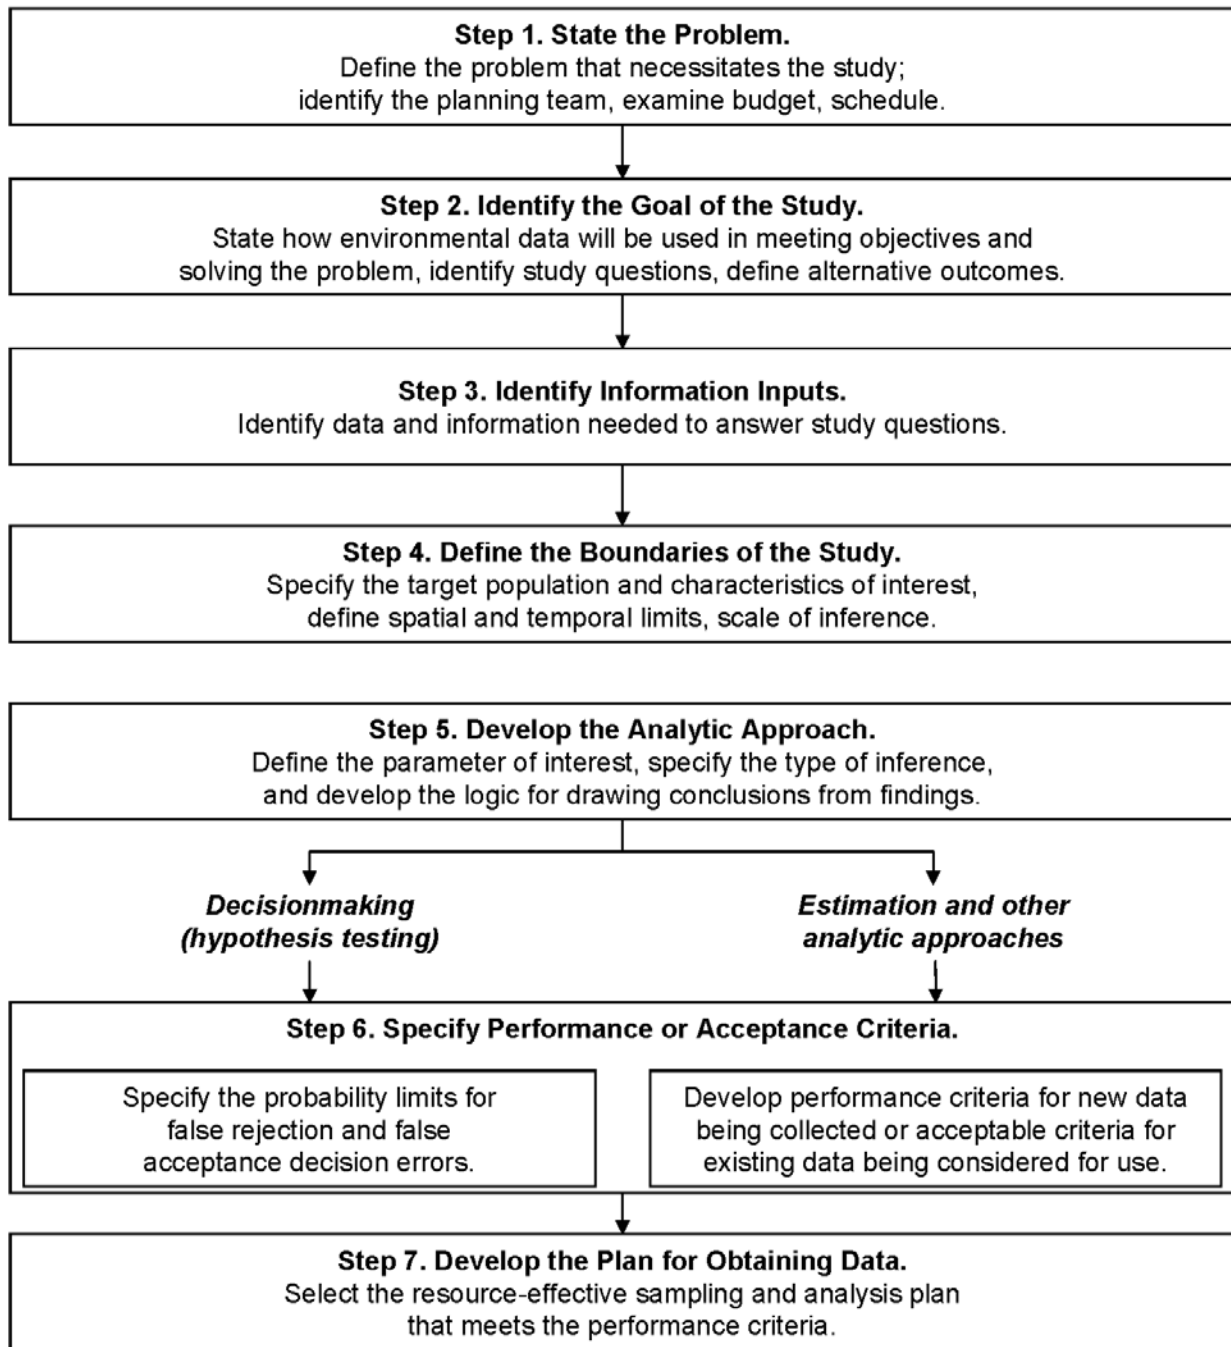 Step 1. State the Problem.
Define the problem that necessitates the study;
identify the planning team, examine budget, schedule.
Step 2. Identify the Goal of the Study.
State how environmental data will be used in meeting objectives and
solving the problem, identify study questions, define alternative outcomes.
Step 3. Identify Information Inputs.
Identify data and information needed to answer study questions.
Step 4. Define the Boundaries of the Study.
Specify the target population and characteristics of interest,
define spatial and temporal limits, scale of inference.
Step 5. Develop the Analytic Approach.
Define the parameter of interest, specify the type of inference,
and develop the logic for drawing conclusions from findings.
Decisionmaking
(hypothesis testing)
Estimation and other
analytic approaches
Step 6. Specify Performance or Acceptance Criteria.
Specify the probability limits for
false rejection and false
acceptance decision errors.
Develop performance criteria for new data
being collected or acceptable criteria for
existing data being considered for use.
Step 7. Develop the Plan for Obtaining Data.
Select the resource-effective sampling and analysis plan
that meets the performance criteria.